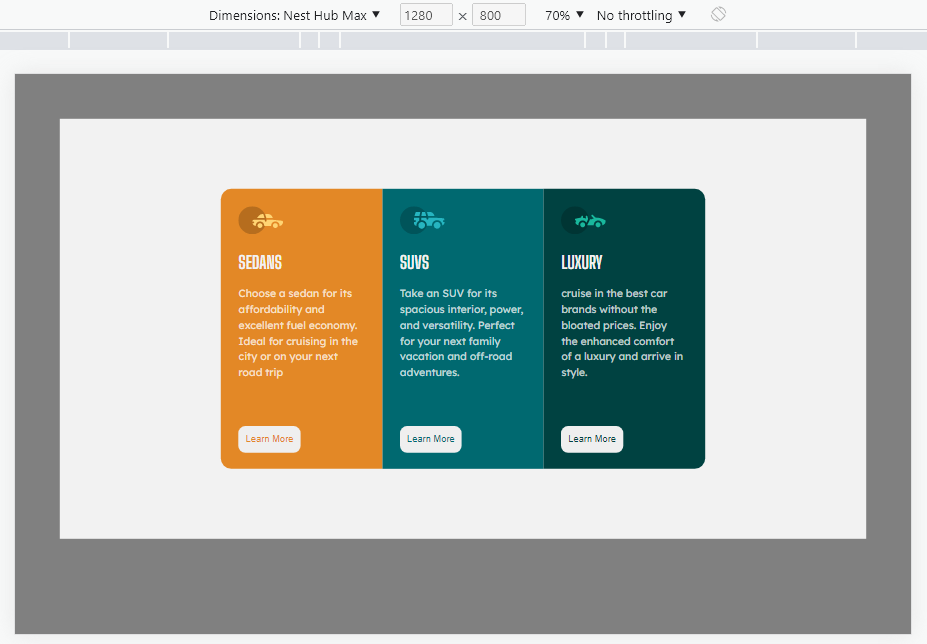 Dimensions: Nest Hub Max ▼ 1280 × 800 70% ▼ No throttling ▼
SEDANS
Choose a sedan for its
affordability and
excellent fuel economy.
Ideal for cruising in the
city or on your next
road trip
Learn More
SUVS
Take an SUV for its
spacious interior, power,
and versatility. Perfect
for your next family
vacation and off-road
adventures.
Learn More
LUXURY
cruise in the best car
brands without the
bloated prices. Enjoy
the enhanced comfort
of a luxury and arrive in
style.
Learn More